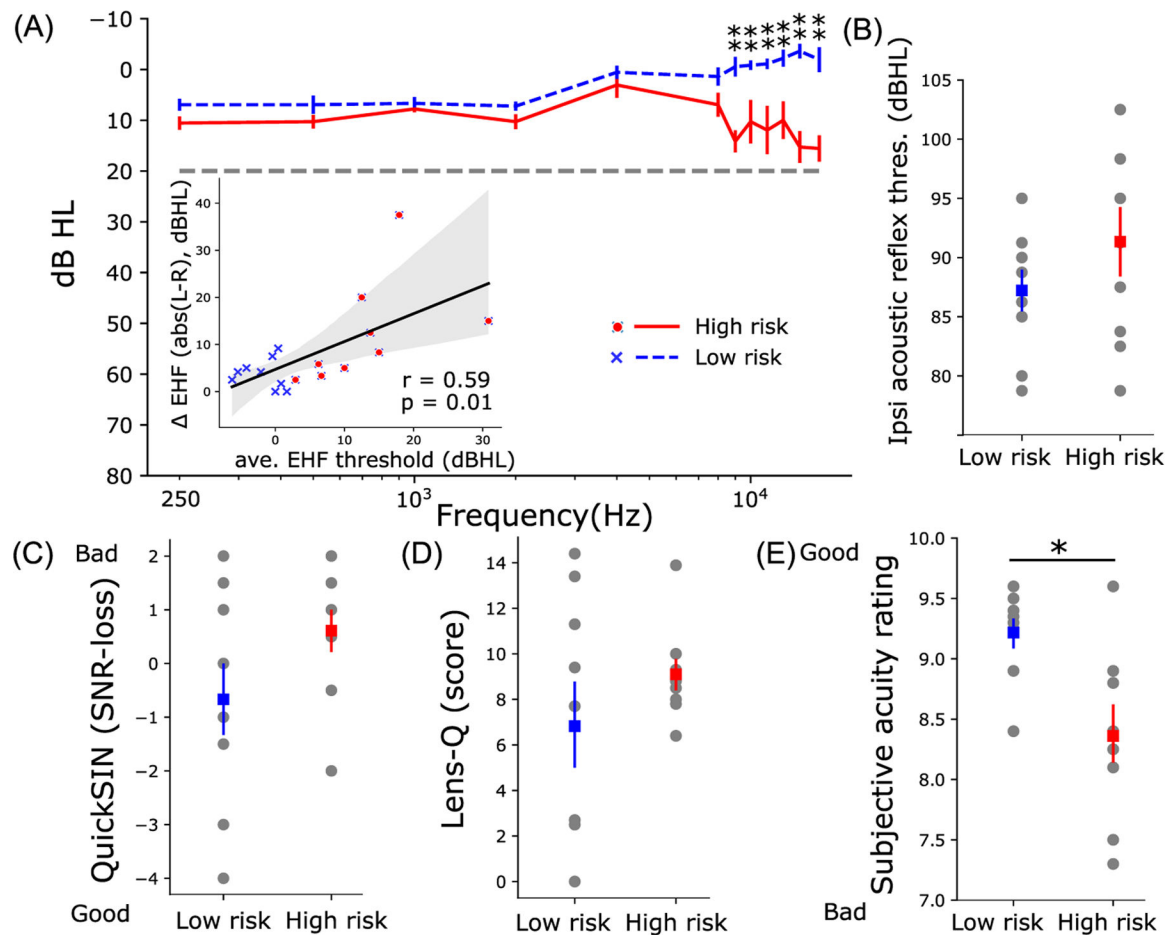 (A)
−10
0
10
20
30
40
50
60
70
80
dB HL
250
10³
10⁴
Frequency(Hz)
** ** ** ** ** **
Δ EHF (abs(L-R), dBHL)
40
30
20
10
0
0
10
20
30
ave. EHF threshold (dBHL)
r = 0.59
p = 0.01
High risk
Low risk
(B)
Ipsi acoustic reflex thres. (dBHL)
105
100
95
90
85
80
Low risk
High risk
(C)
Bad
QuickSIN (SNR-loss)
2
1
0
−1
−2
−3
−4
Good
Low risk
High risk
(D)
Lens-Q (score)
14
12
10
8
6
4
2
0
Low risk
High risk
(E)
Good
Subjective acuity rating
10.0
9.5
9.0
8.5
8.0
7.5
7.0
*
Bad
Low risk
High risk